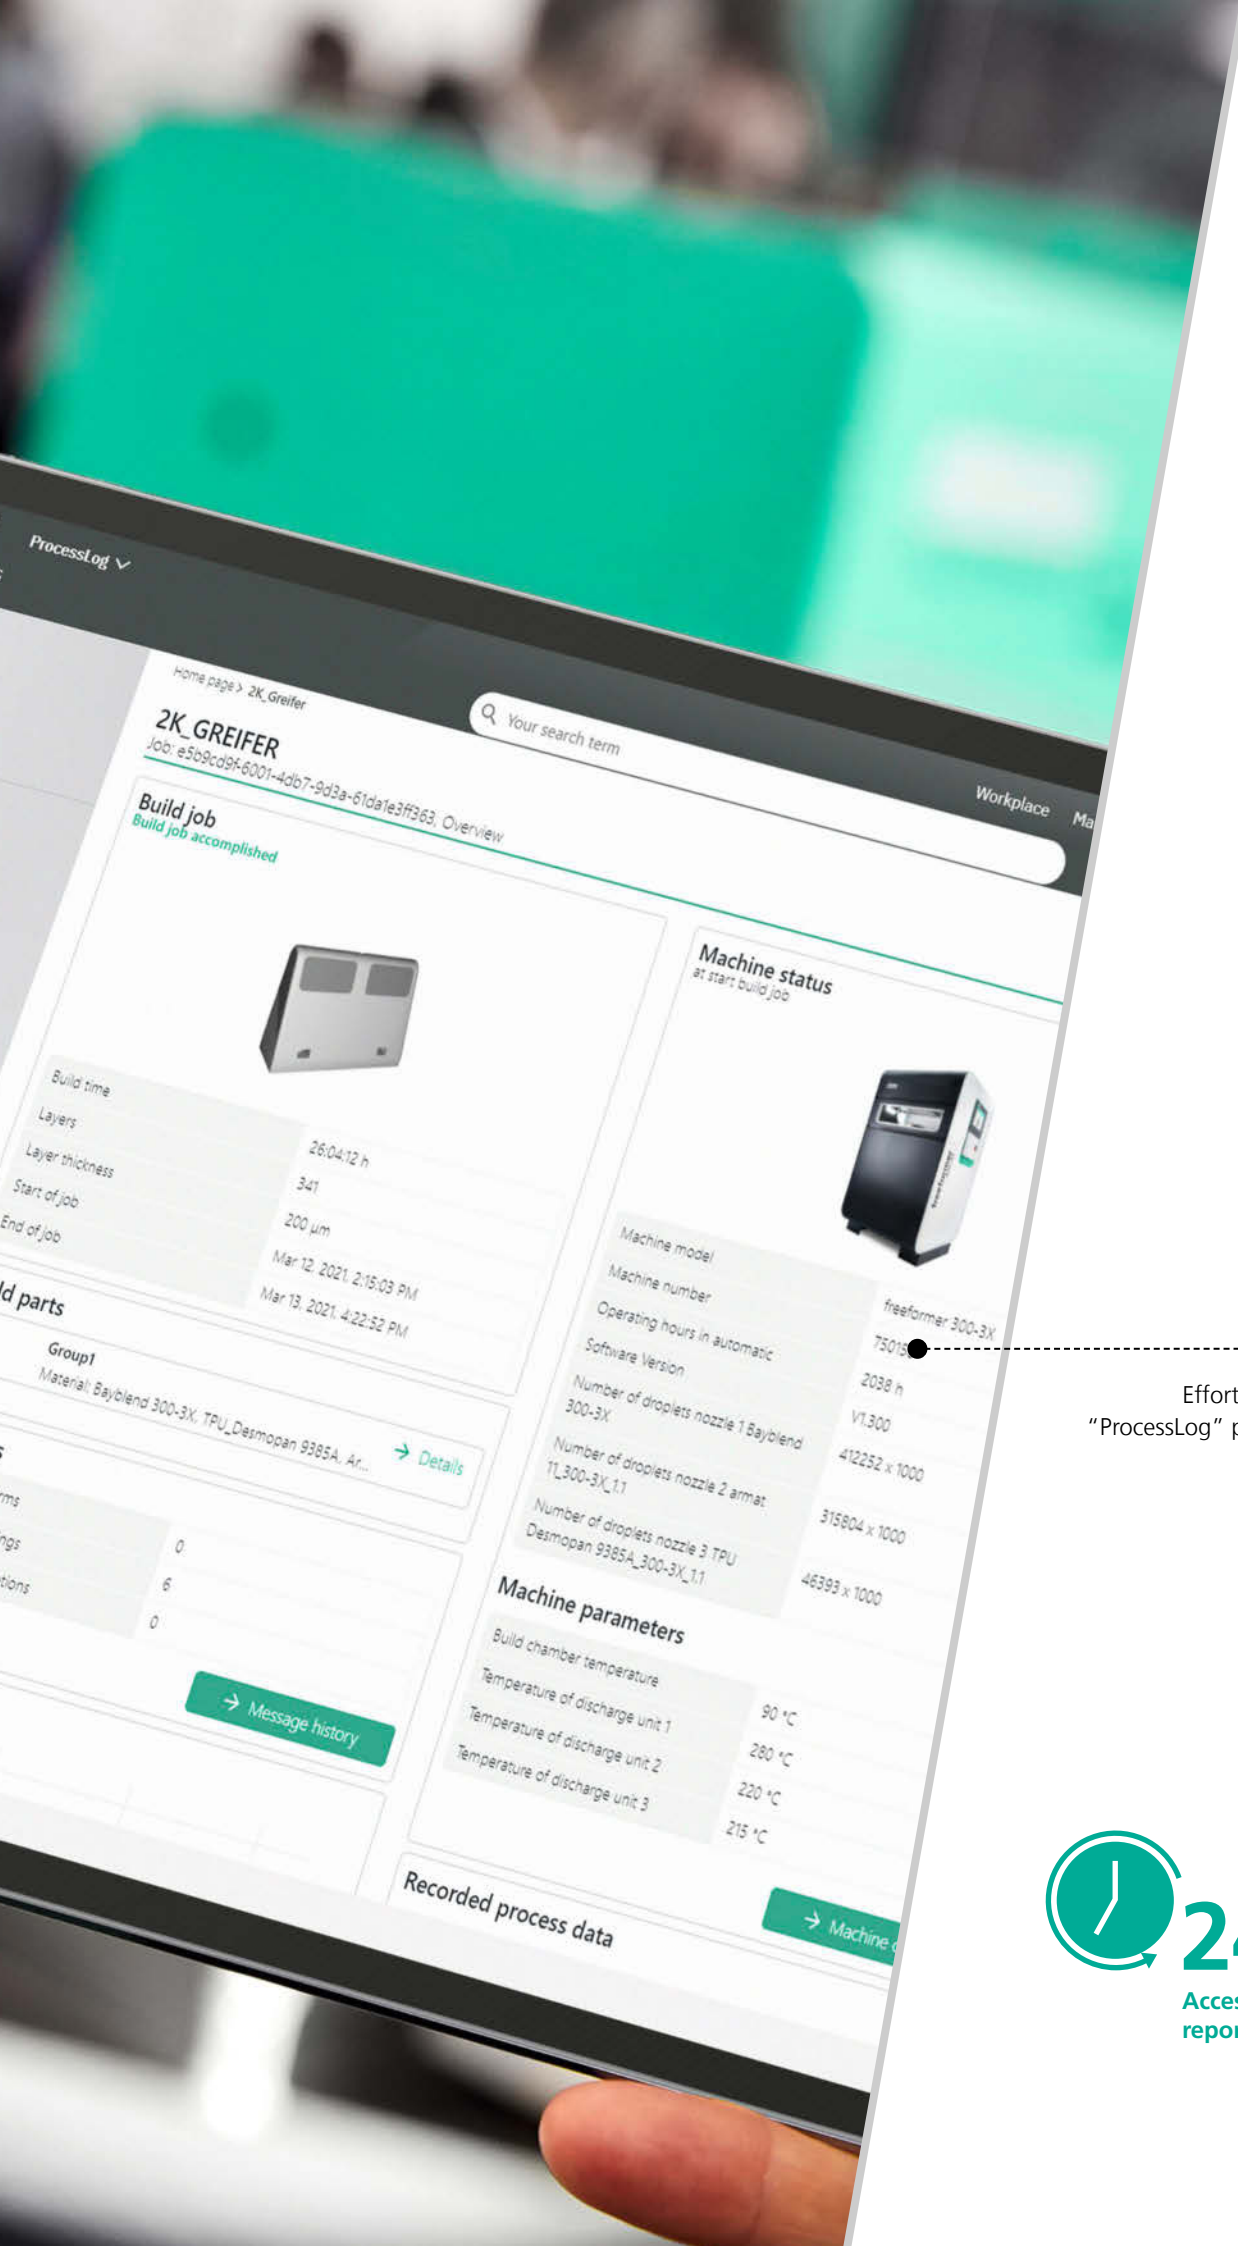 ProcessLog
Home page > 2K_Greifer
Your search term
Workplace
2K_GREIFER
Job: e5b9cd9f-6001-4db7-9d3a-61da1e3ff363, Overview
Build job
Build job accomplished
Build time 26:04:12 h
Layers 341
Layer thickness 200 µm
Start of job Mar 12, 2021, 2:15:03 PM
End of job Mar 13, 2021, 4:22:52 PM
parts
Group1
Material: Bayblend 300-3X, TPU_Desmopan 9385A, Ar...
→ Details
0
6
0
→ Message history
Machine status
at start build job
freeformer
Machine model freeformer 300-3X
Machine number 75015
Operating hours in automatic 2038 h
Software Version V1.300
Number of droplets nozzle 1 Bayblend 412252 x 1000
300-3X
Number of droplets nozzle 2 armat 315804 x 1000
11_300-3X_1.1
Number of droplets nozzle 3 TPU 46393 x 1000
Desmopan 9385A_300-3X_1.1
Machine parameters
Build chamber temperature 90 °C
Temperature of discharge unit 1 280 °C
Temperature of discharge unit 2 220 °C
Temperature of discharge unit 3 215 °C
→ Machine
Recorded process data
Effort
"ProcessLog" p
24
Acces
repor